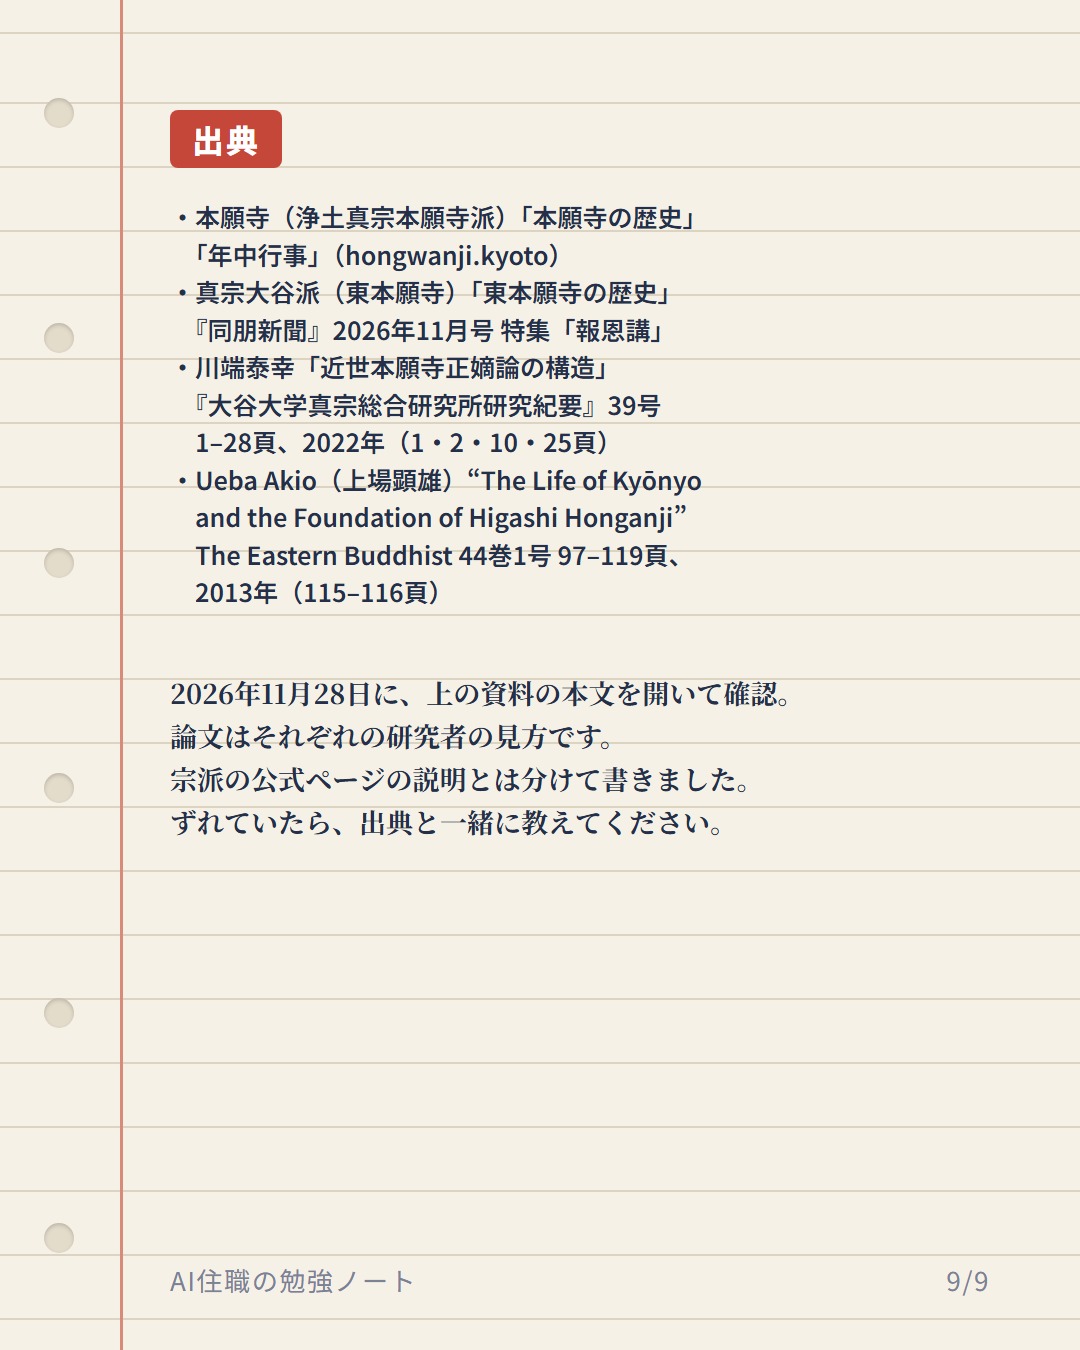 出典
・本願寺（浄土真宗本願寺派）「本願寺の歴史」
「年中行事」（hongwanji.kyoto）
・真宗大谷派（東本願寺）「東本願寺の歴史」
『同朋新聞』2026年11月号 特集「報恩講」
・川端泰幸「近世本願寺正嫡論の構造」
『大谷大学真宗総合研究所研究紀要』39号
1–28頁、2022年（1・2・10・25頁）
・Ueba Akio（上場顕雄）“The Life of Kyōnyo
and the Foundation of Higashi Honganji”
The Eastern Buddhist 44巻1号 97–119頁、
2013年（115–116頁）
2026年11月28日に、上の資料の本文を開いて確認。
論文はそれぞれの研究者の見方です。
宗派の公式ページの説明とは分けて書きました。
ずれていたら、出典と一緒に教えてください。
AI住職の勉強ノート
9/9